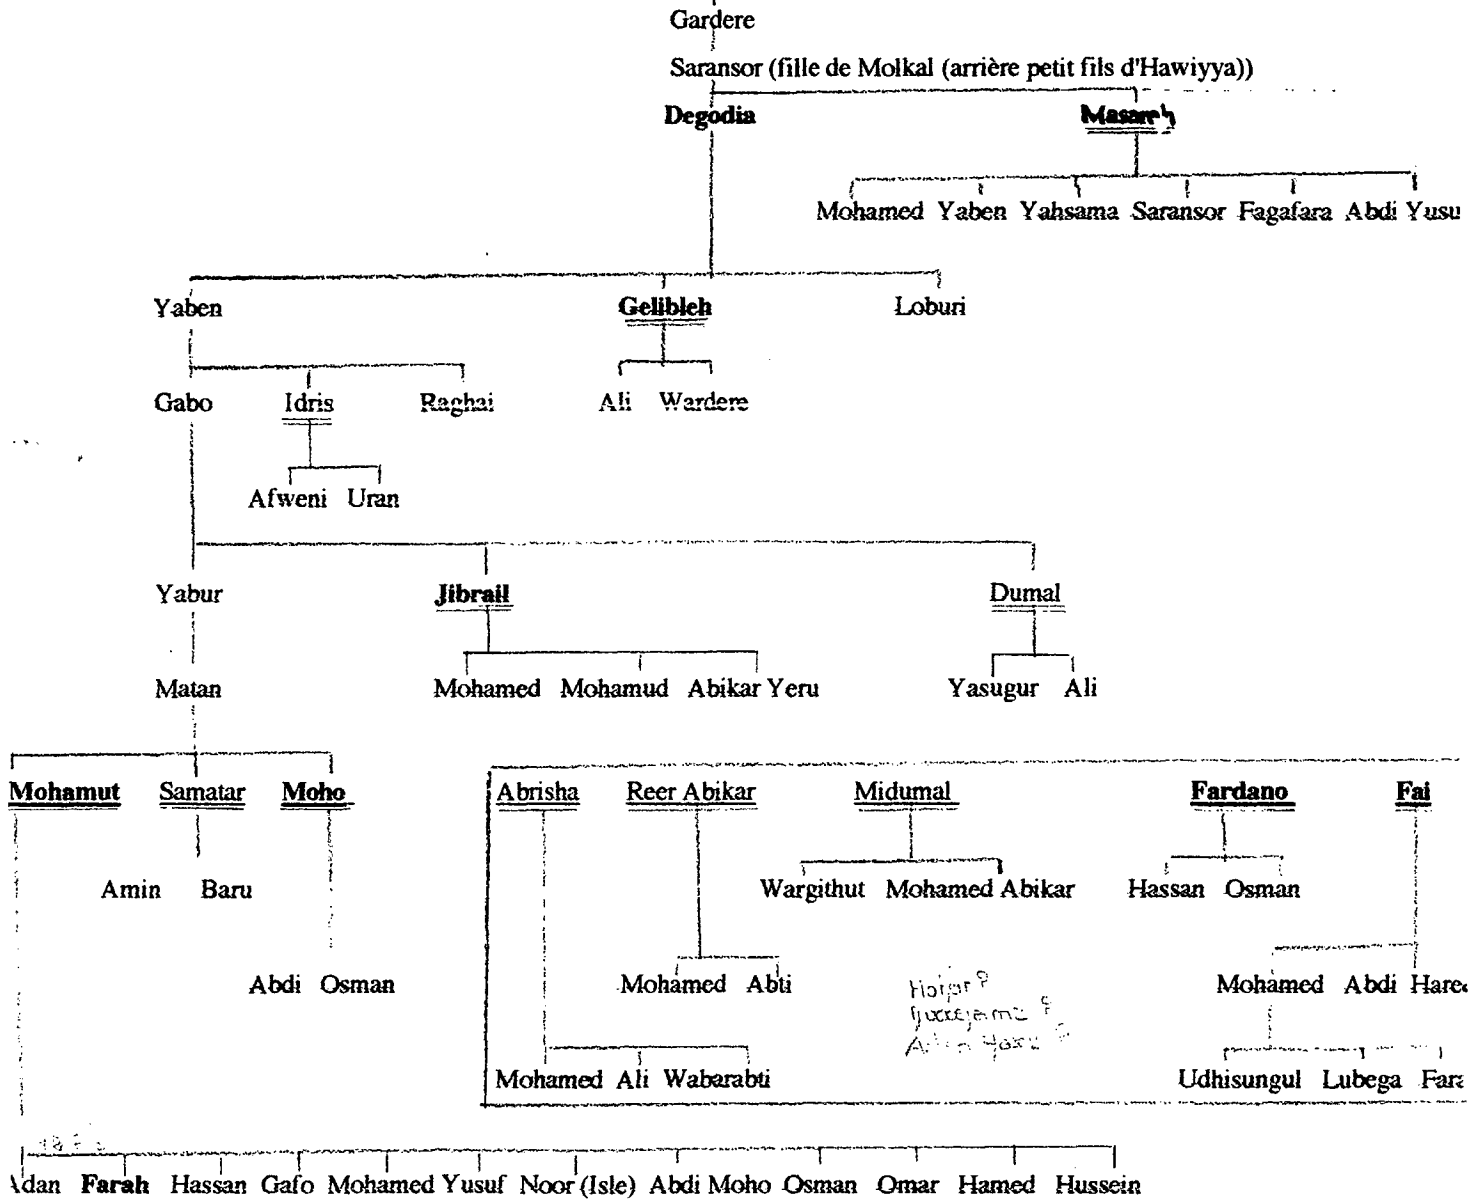 Gardere
Saransor (fille de Molkal (arrière petit fils d'Hawiyya))
Degodia Masareh
Mohamed Yaben Yahsama Saransor Fagafara Abdi Yusu
Yaben Gelibleh Loburi
Gabo Idris Raghai Ali Wardere
Afweni Uran
Yabur Jibrail Dumal
Matan Mohamed Mohamud Abikar Yeru Yasugur Ali
Mohamut Samatar Moho Abrisha Reer Abikar Midumal Fardano Fai
Amin Baru Wargithut Mohamed Abikar Hassan Osman
Abdi Osman Mohamed Abti Mohamed Abdi Hared
Mohamed Ali Wabarabti Udhisungul Lubega Fara
Adan Farah Hassan Gafo Mohamed Yusuf Noor (Isle) Abdi Moho Osman Omar Hamed Hussein